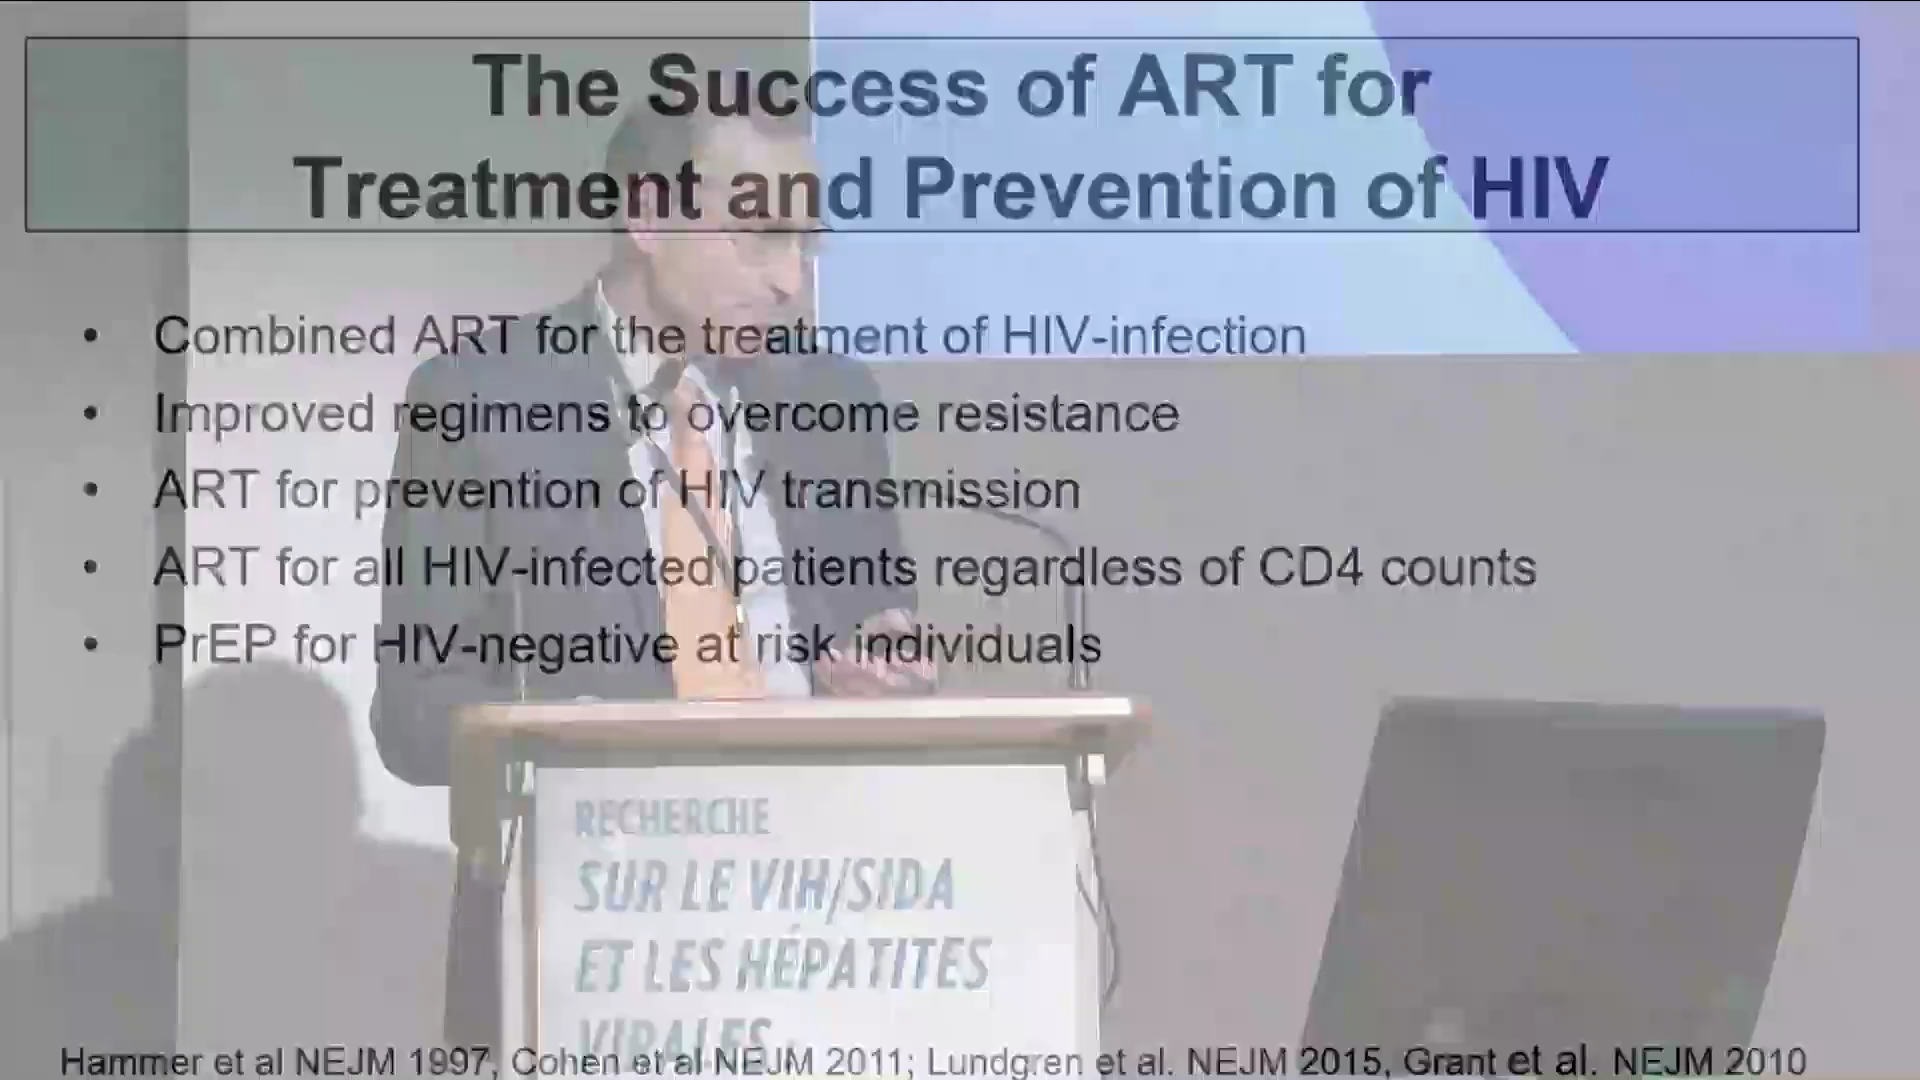 The Success of ART for
Treatment and Prevention of HIV
• Combined ART for the treatment of HIV-infection
• Improved regimens to overcome resistance
• ART for prevention of HIV transmission
• ART for all HIV-infected patients regardless of CD4 counts
• PrEP for HIV-negative at risk individuals
RECHERCHE
SUR LE VIH/SIDA
ET LES HÉPATITES
VIRALES
Hammer et al NEJM 1997, Cohen et al NEJM 2011; Lundgren et al. NEJM 2015, Grant et al. NEJM 2010